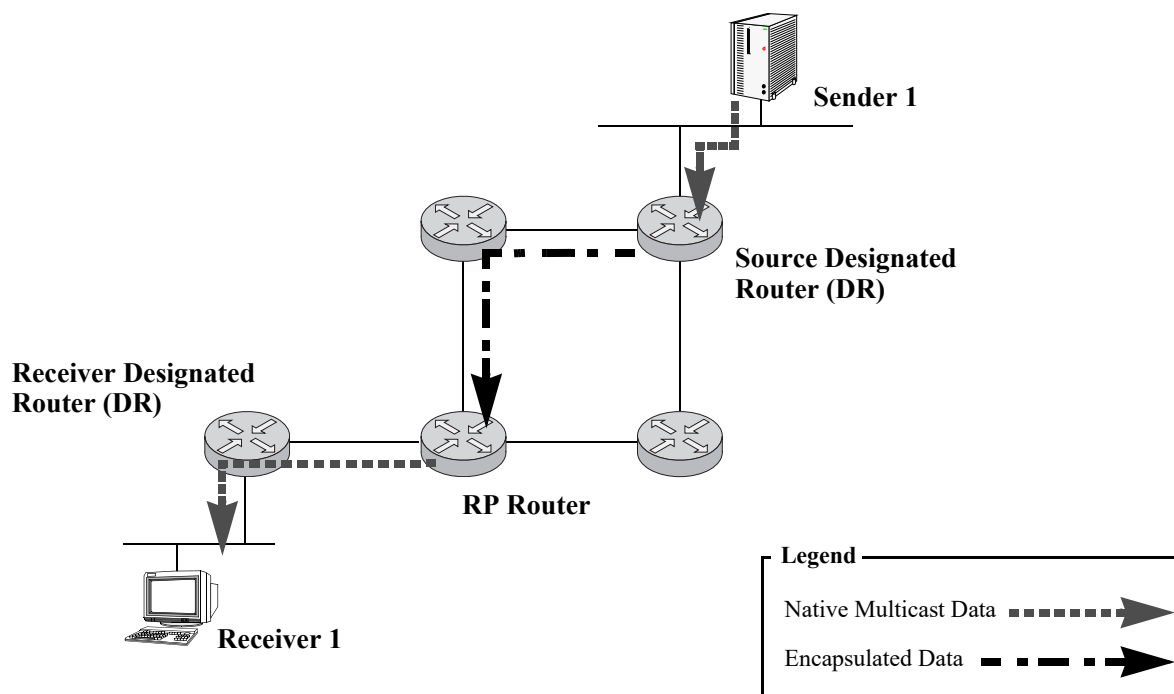 Sender 1
Source Designated
Router (DR)
Receiver Designated
Router (DR)
RP Router
Receiver 1
Legend
Native Multicast Data
Encapsulated Data